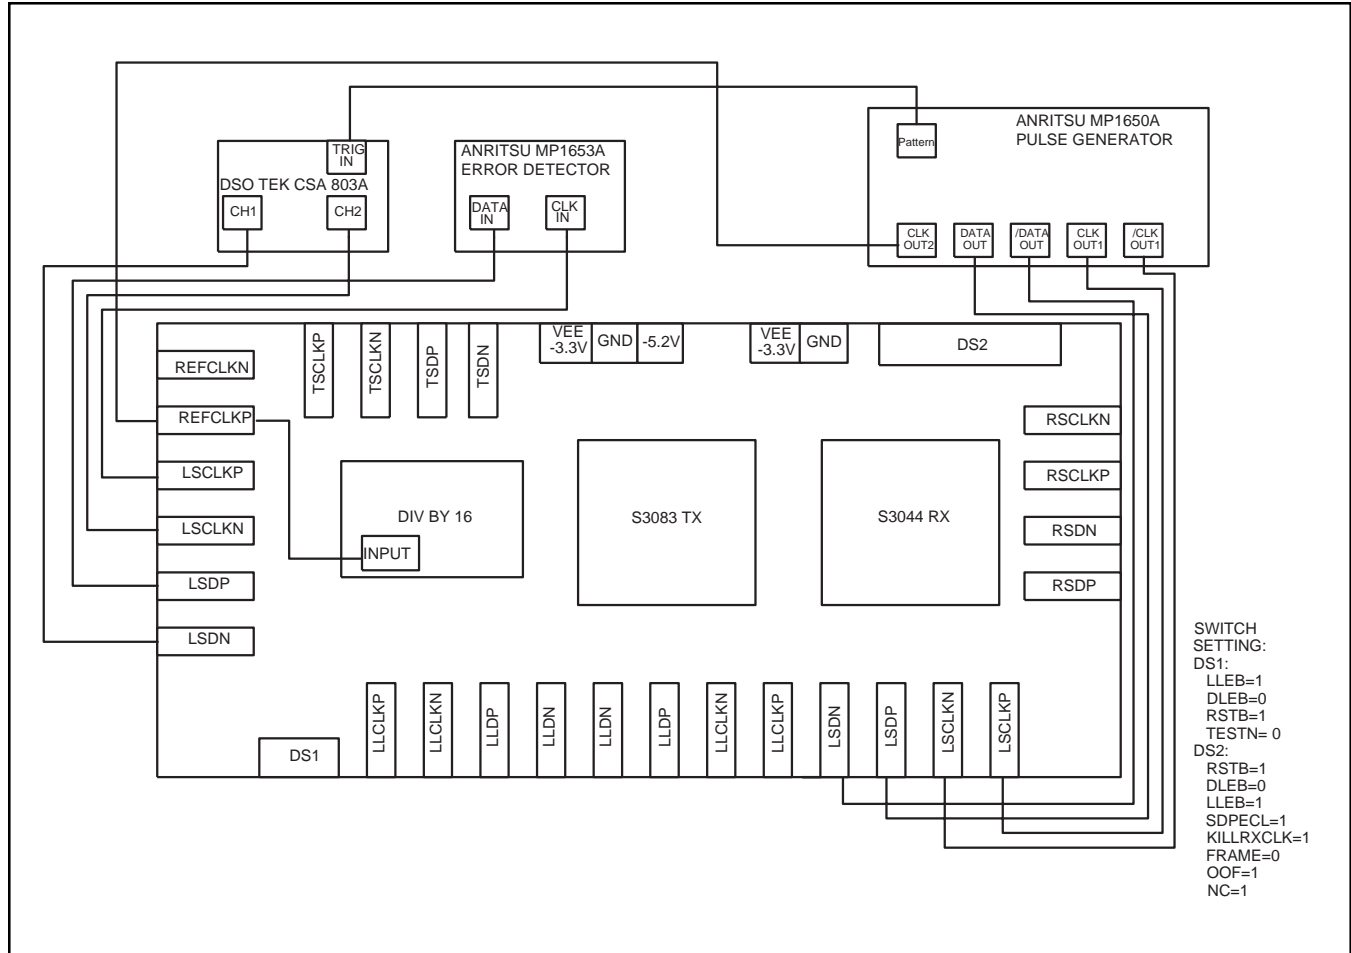 ANRITSU MP1650A
PULSE GENERATOR
Pattern
CLK
OUT2
DATA
OUT
/DATA
OUT
CLK
OUT1
/CLK
OUT1
TRIG
IN
DSO TEK CSA 803A
CH1
CH2
ANRITSU MP1653A
ERROR DETECTOR
DATA
IN
CLK
IN
REFCLKN
REFCLKP
LSCLKP
LSCLKN
LSDP
LSDN
TSCLKP
TSCLKN
TSDP
TSDN
VEE
-3.3V
GND
-5.2V
VEE
-3.3V
GND
DS2
DIV BY 16
INPUT
S3083 TX
S3044 RX
RSCLKN
RSCLKP
RSDN
RSDP
DS1
LLCLKP
LLCLKN
LLDP
LLDN
LLDN
LLDP
LLCLKN
LLCLKP
LSDN
LSDP
LSCLKN
LSCLKP
SWITCH
SETTING:
DS1:
LLEB=1
DLEB=0
RSTB=1
TESTN= 0
DS2:
RSTB=1
DLEB=0
LLEB=1
SDPECL=1
KILLRXCLK=1
FRAME=0
OOF=1
NC=1